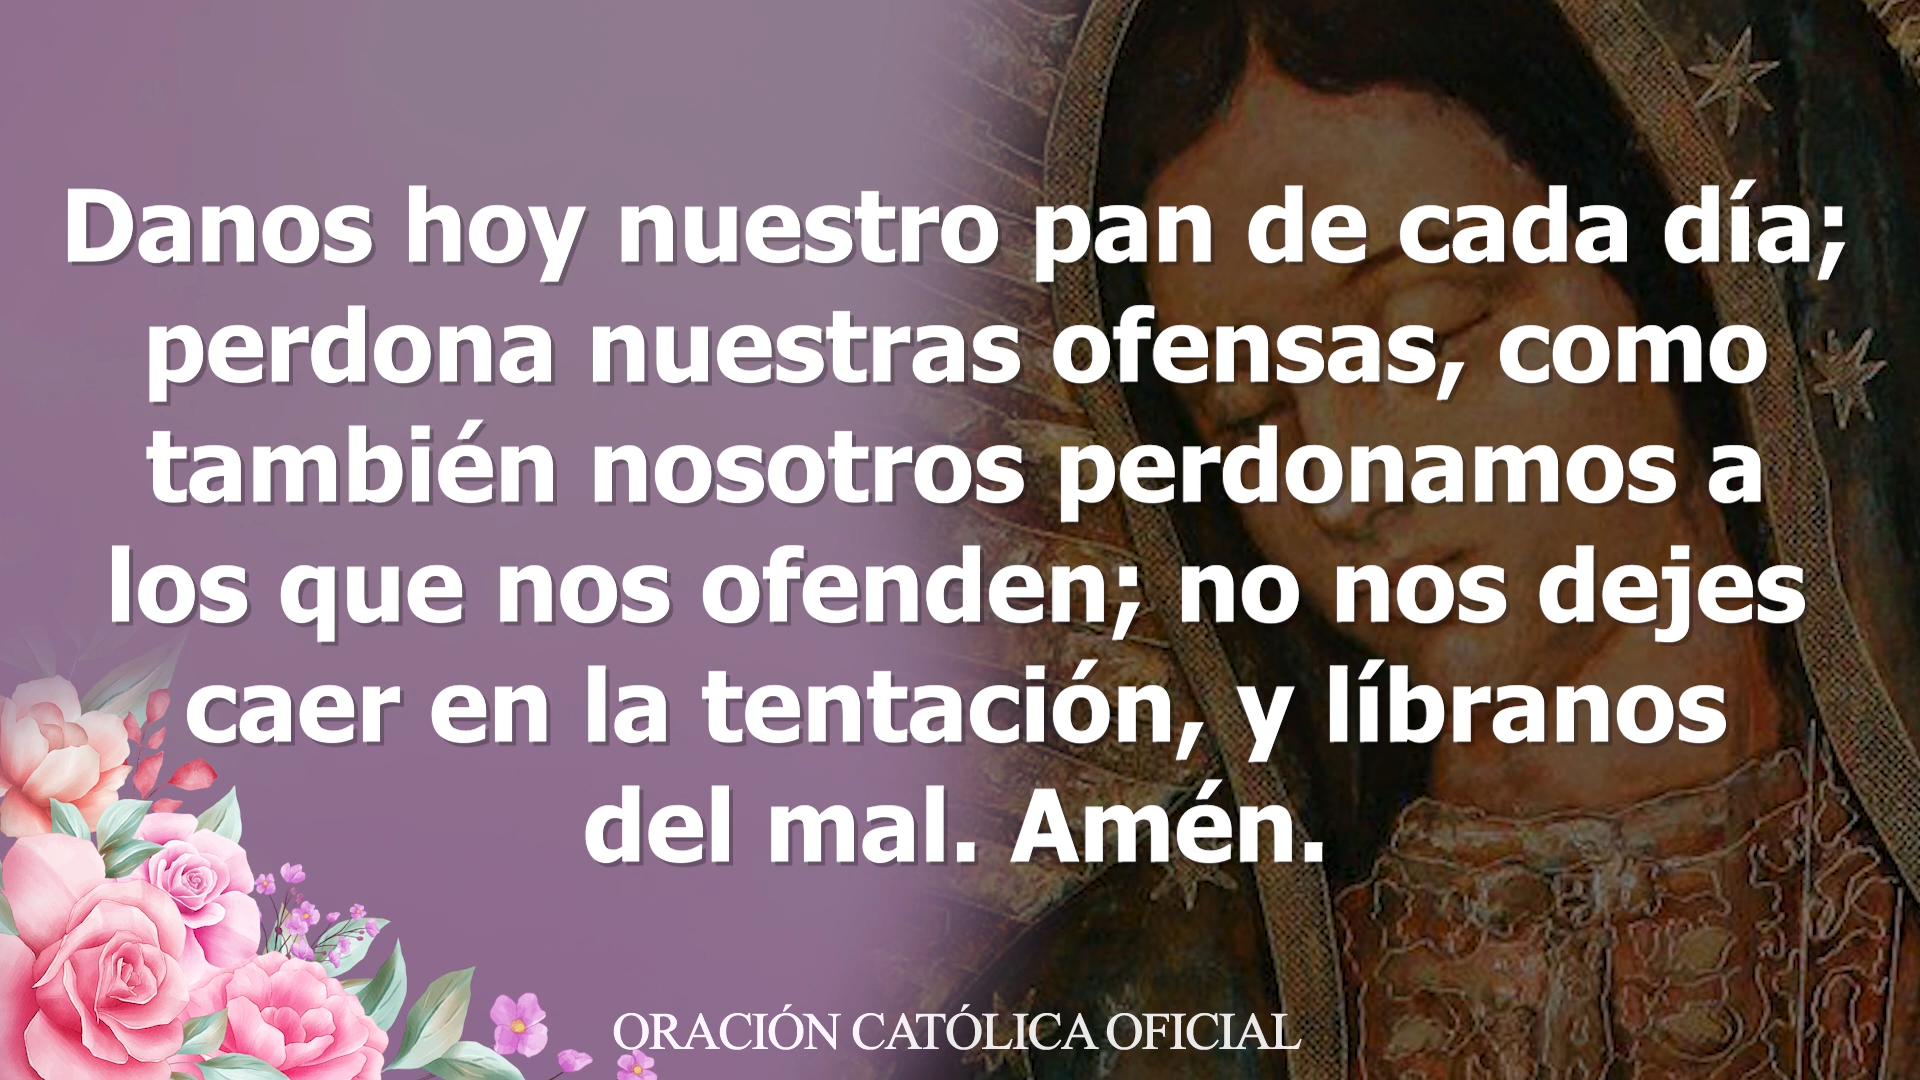 Danos hoy nuestro pan de cada día;
perdona nuestras ofensas, como
también nosotros perdonamos a
los que nos ofenden; no nos dejes
caer en la tentación, y líbranos
del mal. Amén.
ORACIÓN CATÓLICA OFICIAL